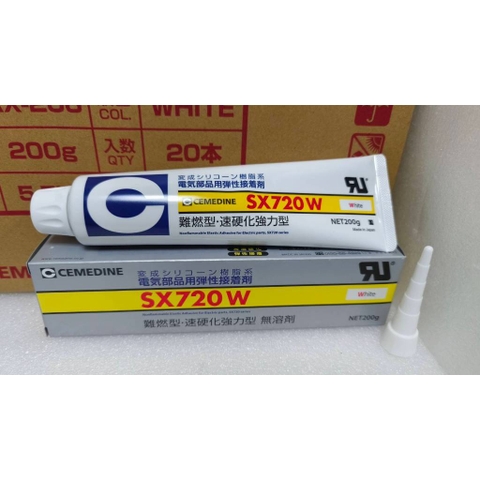 COL.
WHITE
200g
入数
QTY
20本
変成シリコーン樹脂系
電気部品用弾性接着剤
CEMEDINE
SX720W
White
難燃型・速硬化強力型
NET200g
Made in Japan
CEMEDINE
変成シリコーン樹脂系
電気部品用弾性接着剤
SX720W
White
難燃型・速硬化強力型 無溶剤
NET200g